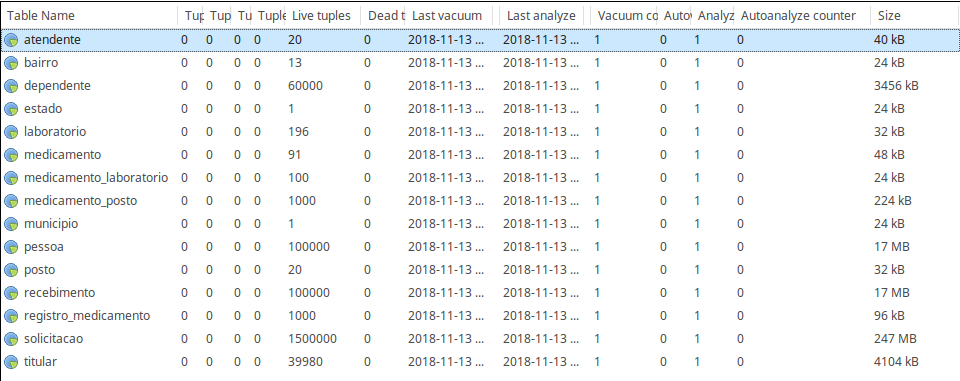 Table Name Tup Tup Tu Tuple Live tuples Dead t Last vacuum Last analyze Vacuum co Autov Analyz Autoanalyze counter Size
atendente 0 0 0 0 20 0 2018-11-13 ... 2018-11-13 ... 1 0 1 0 40 kB
bairro 0 0 0 0 13 0 2018-11-13 ... 2018-11-13 ... 1 0 1 0 24 kB
dependente 0 0 0 0 60000 0 2018-11-13 ... 2018-11-13 ... 1 0 1 0 3456 kB
estado 0 0 0 0 1 0 2018-11-13 ... 2018-11-13 ... 1 0 1 0 24 kB
laboratorio 0 0 0 0 196 0 2018-11-13 ... 2018-11-13 ... 1 0 1 0 32 kB
medicamento 0 0 0 0 91 0 2018-11-13 ... 2018-11-13 ... 1 0 1 0 48 kB
medicamento_laboratorio 0 0 0 0 100 0 2018-11-13 ... 2018-11-13 ... 1 0 1 0 24 kB
medicamento_posto 0 0 0 0 1000 0 2018-11-13 ... 2018-11-13 ... 1 0 1 0 224 kB
municipio 0 0 0 0 1 0 2018-11-13 ... 2018-11-13 ... 1 0 1 0 24 kB
pessoa 0 0 0 0 100000 0 2018-11-13 ... 2018-11-13 ... 1 0 1 0 17 MB
posto 0 0 0 0 20 0 2018-11-13 ... 2018-11-13 ... 1 0 1 0 32 kB
recebimento 0 0 0 0 100000 0 2018-11-13 ... 2018-11-13 ... 1 0 1 0 17 MB
registro_medicamento 0 0 0 0 1000 0 2018-11-13 ... 2018-11-13 ... 1 0 1 0 96 kB
solicitacao 0 0 0 0 1500000 0 2018-11-13 ... 2018-11-13 ... 1 0 1 0 247 MB
titular 0 0 0 0 39980 0 2018-11-13 ... 2018-11-13 ... 1 0 1 0 4104 kB